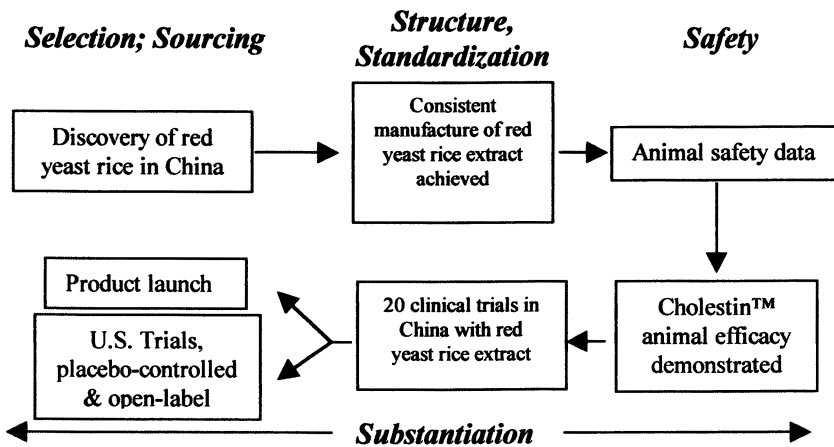 Selection; Sourcing
Structure,
Standardization
Safety
Discovery of red
yeast rice in China
Consistent
manufacture of red
yeast rice extract
achieved
Animal safety data
Product launch
U.S. Trials,
placebo-controlled
& open-label
20 clinical trials in
China with red
yeast rice extract
Cholestin™
animal efficacy
demonstrated
Substantiation